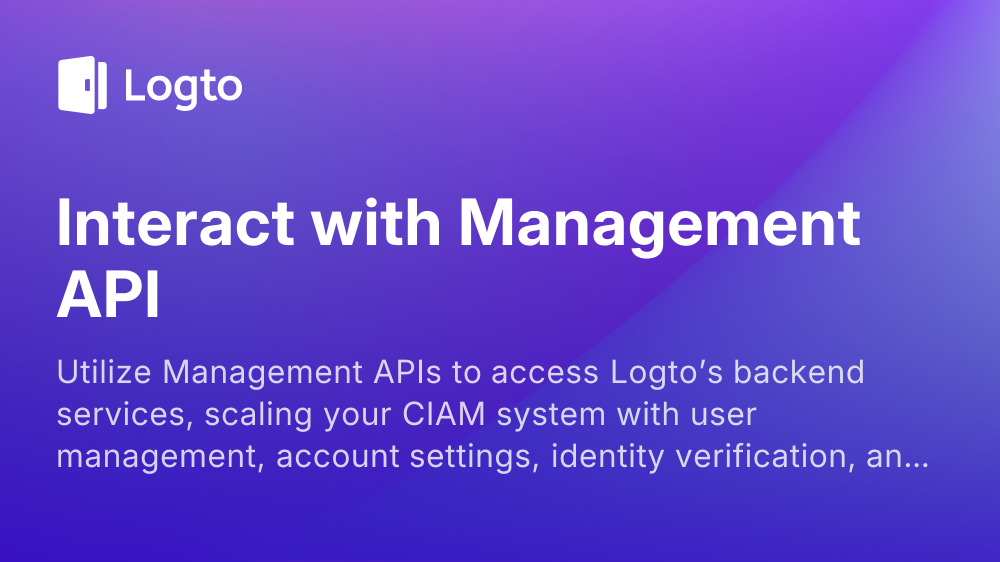 Logto
Interact with Management
API
Utilize Management APIs to access Logto’s backend
services, scaling your CIAM system with user
management, account settings, identity verification, an...